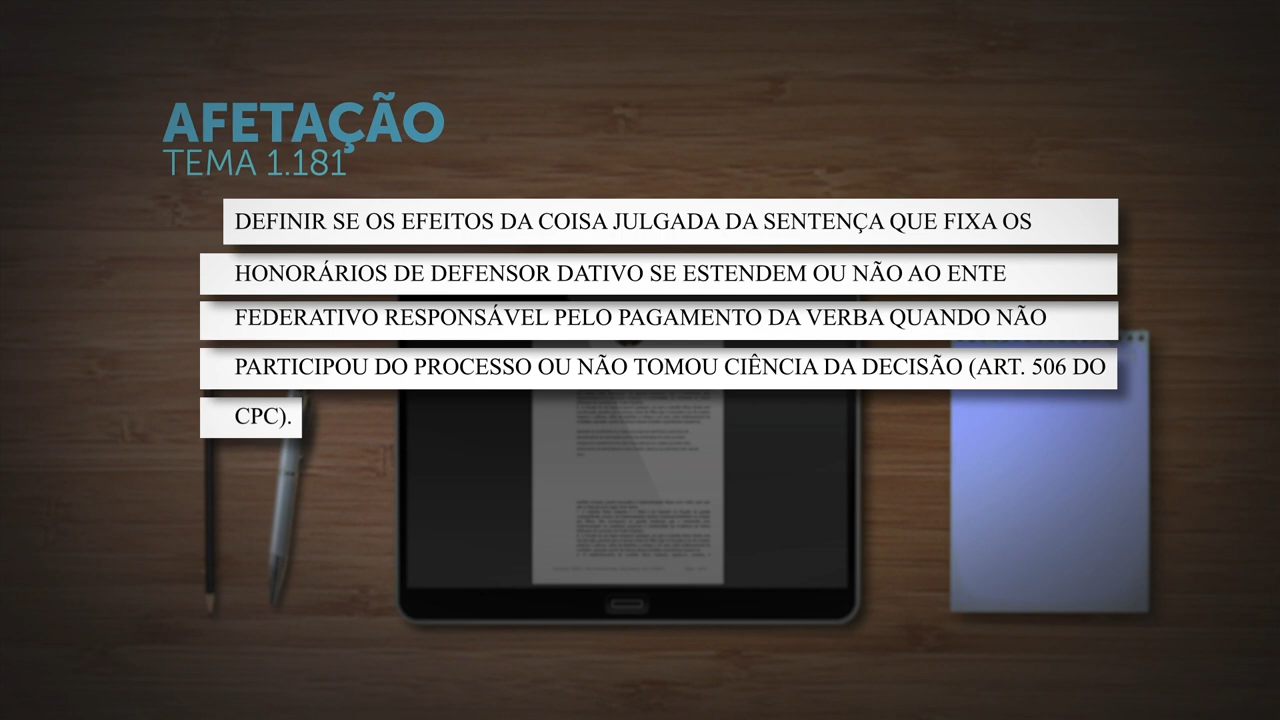 AFETAÇÃO
TEMA 1.181
DEFINIR SE OS EFEITOS DA COISA JULGADA DA SENTENÇA QUE FIXA OS
HONORÁRIOS DE DEFENSOR DATIVO SE ESTENDEM OU NÃO AO ENTE
FEDERATIVO RESPONSÁVEL PELO PAGAMENTO DA VERBA QUANDO NÃO
PARTICIPOU DO PROCESSO OU NÃO TOMOU CIÊNCIA DA DECISÃO (ART. 506 DO
CPC).